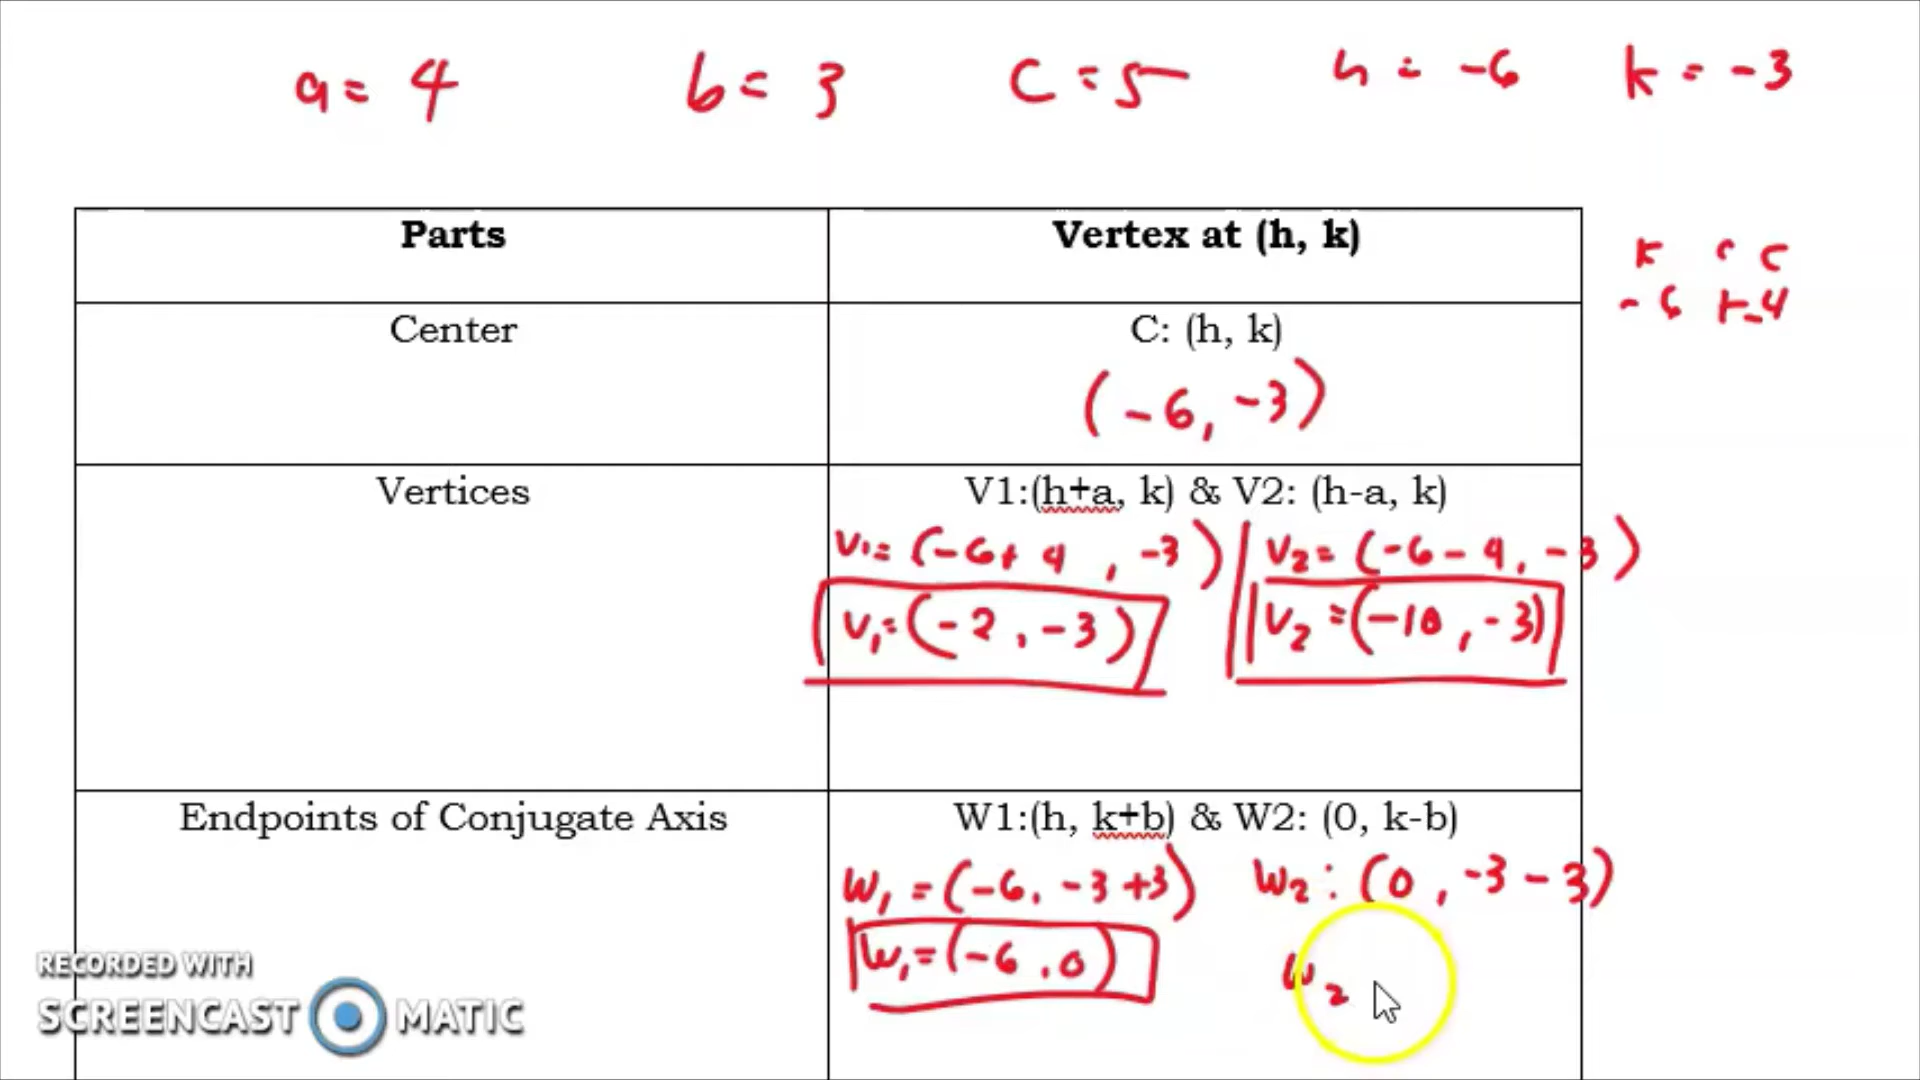 a = 4 b = 3 C = 5 h = -6 k = -3
Parts Vertex at (h, k)
Center C: (h, k)
(-6, -3)
Vertices V1:(h+a, k) & V2: (h-a, k)
V1 = (-6+4, -3) V2 = (-6-4, -3)
V1 = (-2, -3) V2 = (-10, -3)
Endpoints of Conjugate Axis W1:(h, k+b) & W2: (0, k-b)
W1 = (-6, -3+3) W2: (0, -3-3)
W1 = (-6, 0) W2
RECORDED WITH
SCREENCAST MATIC